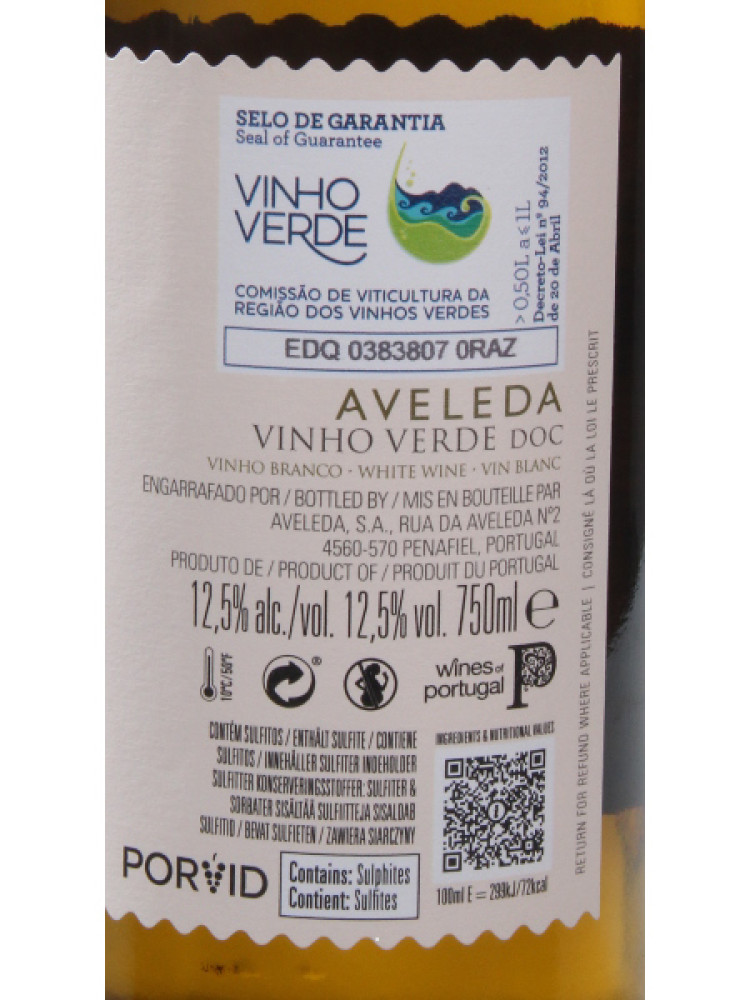 SELO DE GARANTIA
Seal of Guarantee
VINHO
VERDE
COMISSÃO DE VITICULTURA DA
REGIÃO DOS VINHOS VERDES
> 0,50L a ≤ 1L
Decreto-Lei nº 94/2012
de 20 de Abril
EDQ 0383807 0RAZ
AVELEDA
VINHO VERDE DOC
VINHO BRANCO · WHITE WINE · VIN BLANC
ENGARRAFADO POR / BOTTLED BY / MIS EN BOUTEILLE PAR
AVELEDA, S.A., RUA DA AVELEDA Nº2
4560-570 PENAFIEL, PORTUGAL
PRODUTO DE / PRODUCT OF / PRODUIT DU PORTUGAL
12,5% alc./vol. 12,5% vol. 750ml e
10°C/50°F
®
wines of
portugal
CONTÉM SULFITOS / ENTHÄLT SULFITE / CONTIENE
SULFITOS / INNEHÅLLER SULFITER INDEHOLDER
SULFITTER KONSERVERINGSSTOFFER: SULFITER &
SORBATER SISÄLTÄÄ SULFIITTEJA SISALDAB
SULFITID / BEVAT SULFIETEN / ZAWIERA SIARCZYNY
PORVID
Contains: Sulphites
Contient: Sulfites
INGREDIENTS & NUTRITIONAL VALUES
100ml E = 299kJ/72kcal
RETURN FOR REFUND WHERE APPLICABLE | CONSIGNE LÀ OÙ LA LOI LE PRESCRIT